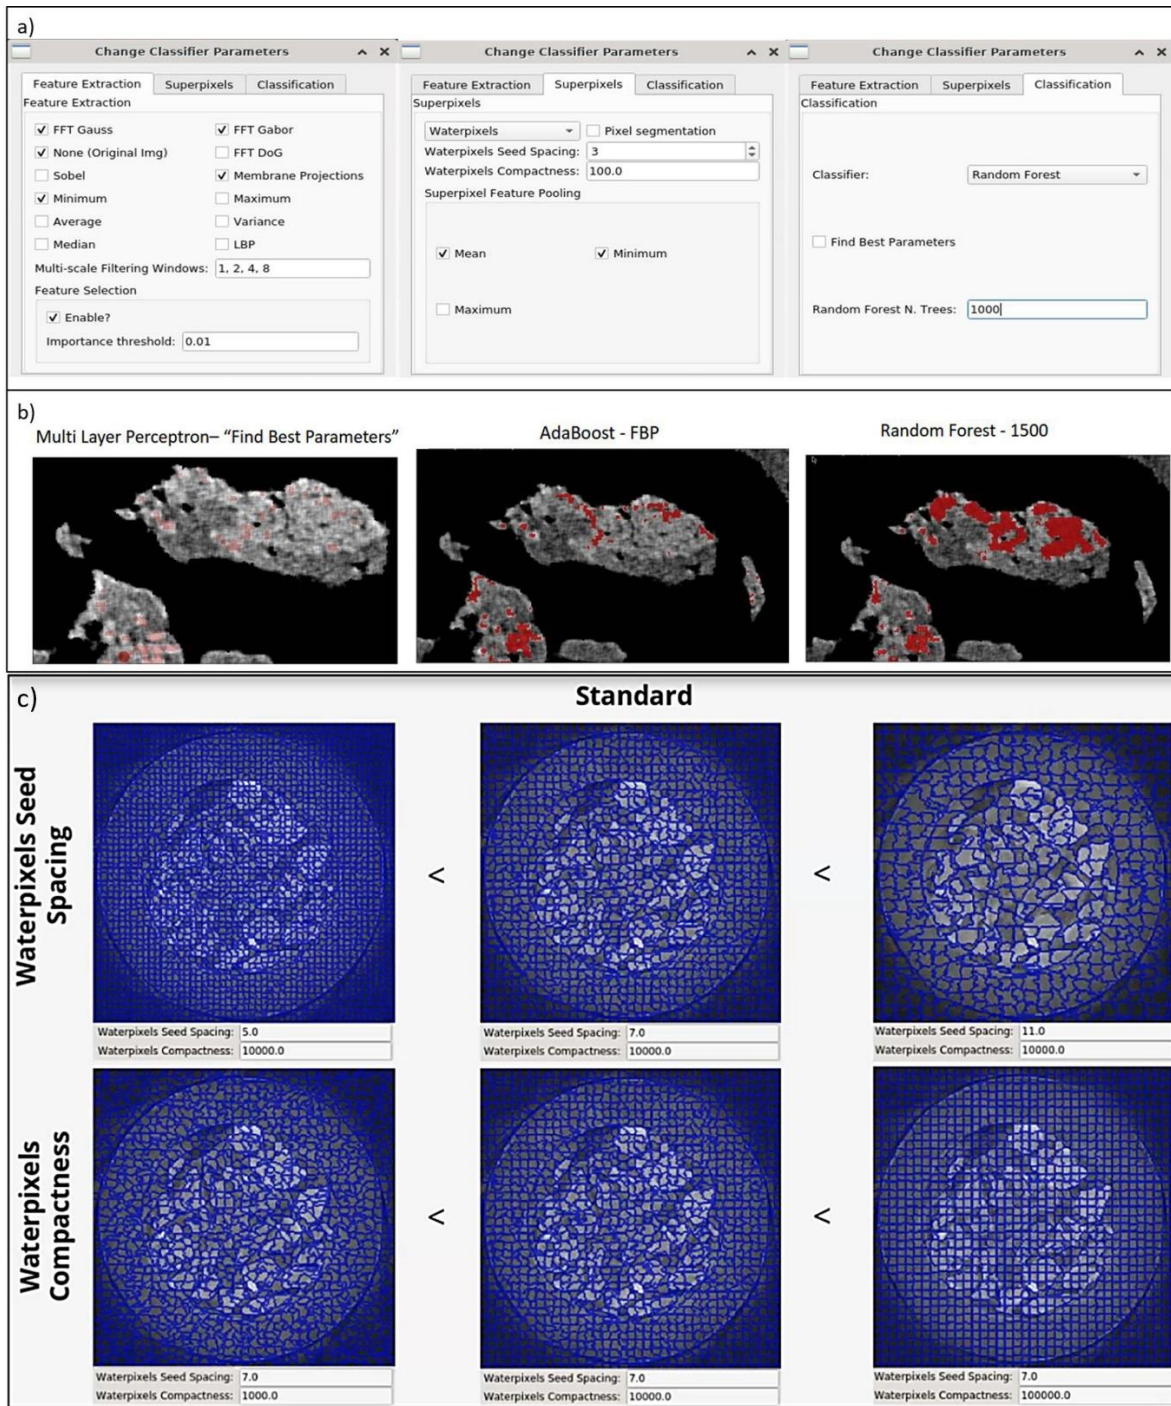 a)
Change Classifier Parameters
Feature Extraction Superpixels Classification
Feature Extraction
FFT Gauss FFT Gabor
None (Original Img) FFT DoG
Sobel Membrane Projections
Minimum Maximum
Average Variance
Median LBP
Multi-scale Filtering Windows: 1, 2, 4, 8
Feature Selection
Enable?
Importance threshold: 0.01
Change Classifier Parameters
Feature Extraction Superpixels Classification
Superpixels
Waterpixels Pixel segmentation
Waterpixels Seed Spacing: 3
Waterpixels Compactness: 100.0
Superpixel Feature Pooling
Mean Minimum
Maximum
Change Classifier Parameters
Feature Extraction Superpixels Classification
Classification
Classifier: Random Forest
Find Best Parameters
Random Forest N. Trees: 1000
b)
Multi Layer Perceptron– “Find Best Parameters”
AdaBoost - FBP
Random Forest - 1500
c)
Standard
Waterpixels Seed
Spacing
< <
Waterpixels Seed Spacing: 5.0
Waterpixels Compactness: 10000.0
Waterpixels Seed Spacing: 7.0
Waterpixels Compactness: 10000.0
Waterpixels Seed Spacing: 11.0
Waterpixels Compactness: 10000.0
Waterpixels
Compactness
< <
Waterpixels Seed Spacing: 7.0
Waterpixels Compactness: 1000.0
Waterpixels Seed Spacing: 7.0
Waterpixels Compactness: 10000.0
Waterpixels Seed Spacing: 7.0
Waterpixels Compactness: 100000.0